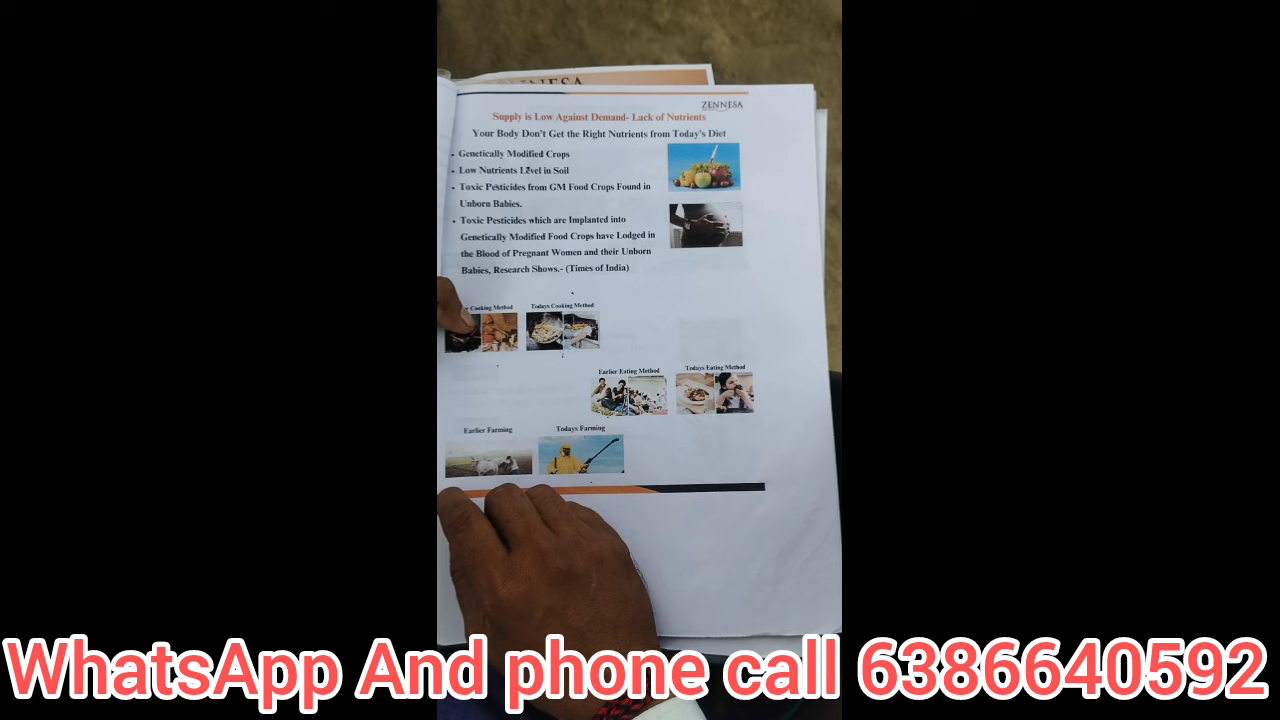 ZENNESA
Supply is Low Against Demand- Lack of Nutrients
Your Body Don't Get the Right Nutrients from Today's Diet
• Genetically Modified Crops
• Low Nutrients Level in Soil
• Toxic Pesticides from GM Food Crops Found in
Unborn Babies.
• Toxic Pesticides which are Implanted into
Genetically Modified Food Crops have Lodged in
the Blood of Pregnant Women and their Unborn
Babies, Research Shows.- (Times of India)
Cooking Method
Todays Cooking Method
Earlier Eating Method
Todays Eating Method
Earlier Farming
Todays Farming
WhatsApp And phone call 6386640592